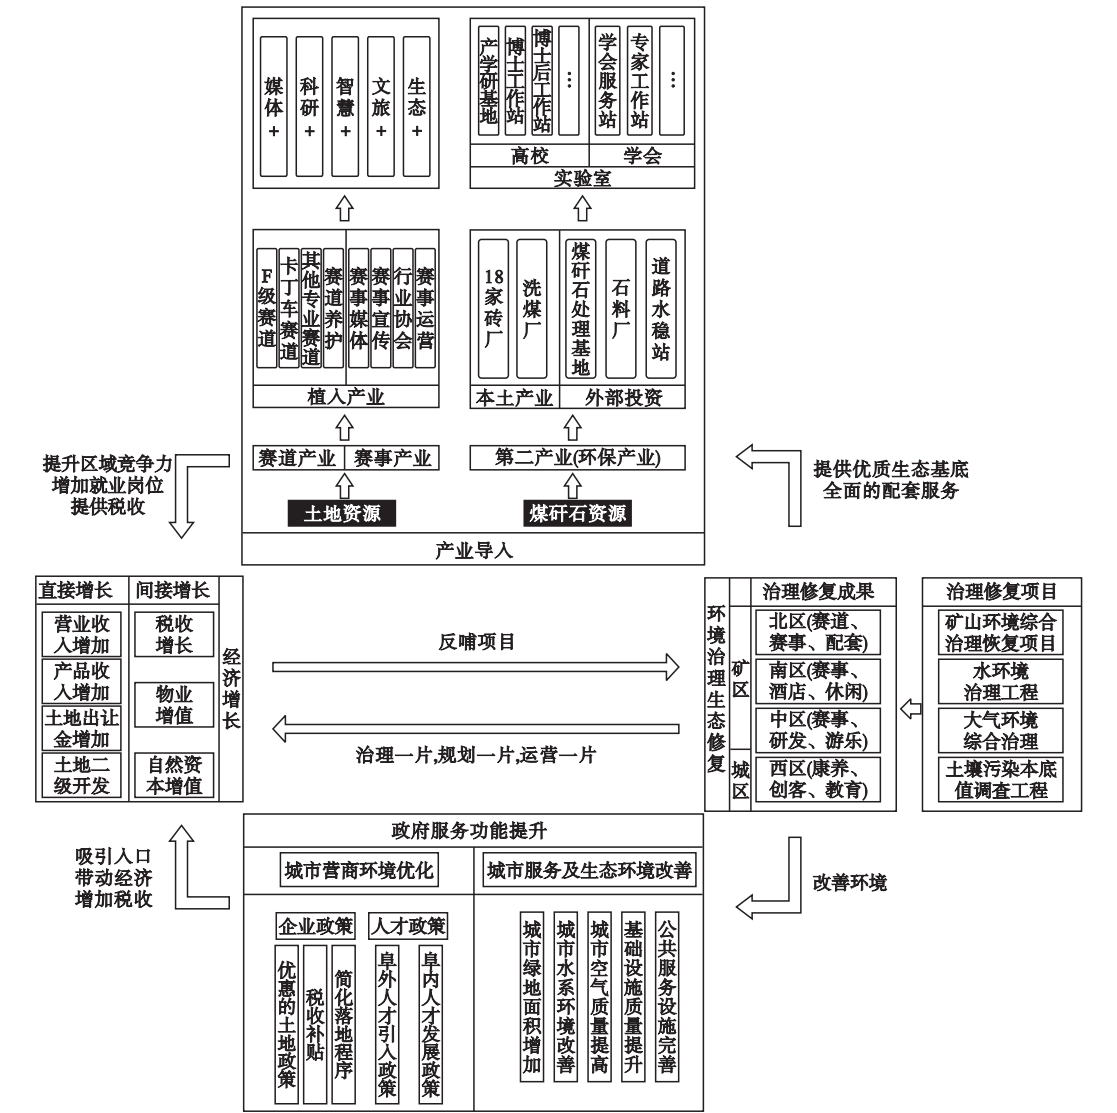 媒体+
科研+
智慧+
文旅+
生态+
产学研基地
博士工作站
博士后工作站
…
学会服务站
专家工作站
…
高校
学会
实验室
F级赛道
卡丁车赛道
其他专业赛道
赛道养护
赛事媒体
赛事宣传
行业协会
赛事运营
植入产业
18家砖厂
洗煤厂
煤矸石处理基地
石料厂
道路水稳站
本土产业
外部投资
赛道产业
赛事产业
第二产业(环保产业)
土地资源
煤矸石资源
产业导入
提升区域竞争力
增加就业岗位
提供税收
提供优质生态基底
全面的配套服务
直接增长
间接增长
营业收
入增加
产品收
入增加
土地出让
金增加
土地二
级开发
税收
增长
物业
增值
自然资
本增值
经济增长
反哺项目
治理一片,规划一片,运营一片
环境治理生态修复
矿区
城区
治理修复成果
北区(赛道、
赛事、配套)
南区(赛事、
酒店、休闲)
中区(赛事、
研发、游乐)
西区(康养、
创客、教育)
治理修复项目
矿山环境综合
治理恢复项目
水环境
治理工程
大气环境
综合治理
土壤污染本底
值调查工程
吸引人口
带动经济
增加税收
改善环境
政府服务功能提升
城市营商环境优化
城市服务及生态环境改善
企业政策
人才政策
优惠的土地政策
税收补贴
简化落地程序
阜外人才引入政策
阜内人才发展政策
城市绿地面积增加
城市水系环境改善
城市空气质量提高
基础设施质量提升
公共服务设施完善